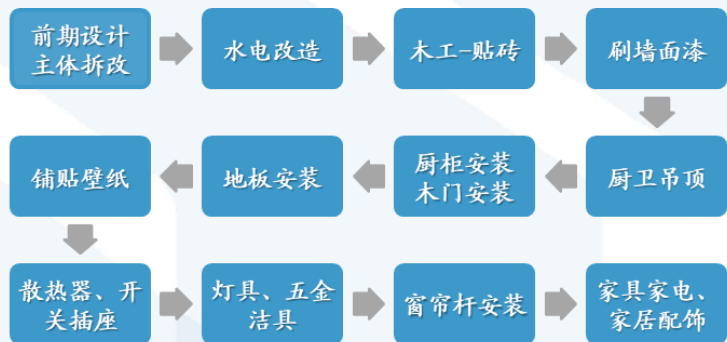 前期设计
主体拆改
水电改造
木工-贴砖
刷墙面漆
厨卫吊顶
厨柜安装
木门安装
地板安装
铺贴壁纸
散热器、开
关插座
灯具、五金
洁具
窗帘杆安装
家具家电、
家居配饰